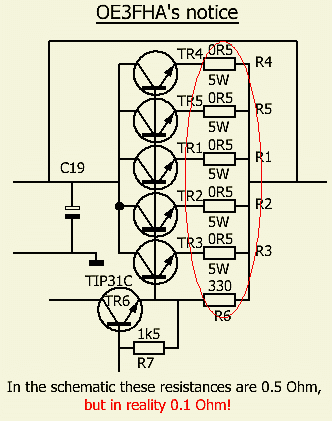 OE3FHA's notice
TR4 0R5 R4
5W
TR5 0R5 R5
5W
TR1 0R5 R1
5W
C19
TR2 0R5 R2
5W
TR3 0R5 R3
5W
TIP31C
TR6
330
R6
1k5
R7
In the schematic these resistances are 0.5 Ohm,
but in reality 0.1 Ohm!